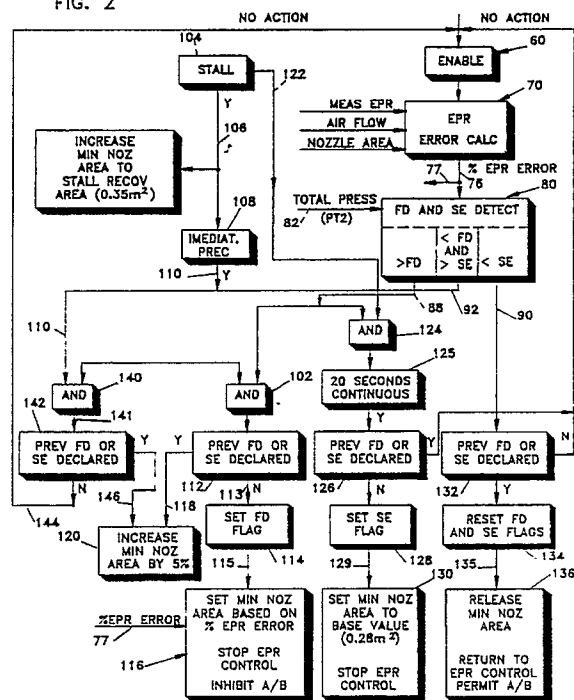 FIG. 2
NO ACTION
NO ACTION
104
STALL
122
60
ENABLE
Y
106
70
MEAS EPR
AIR FLOW
NOZZLE AREA
EPR
ERROR CALC
INCREASE
MIN NOZ
AREA TO
STALL RECOV
AREA (0.35m²)
77
76
% EPR ERROR
80
108
TOTAL PRESS
82
(PT2)
FD AND SE DETECT
>FD
< FD
AND
> SE
< SE
IMEDIAT.
PREC
110
Y
88
92
90
110
AND
124
125
140
102
20 SECONDS
CONTINUOUS
AND
AND
142
141
Y
PREV FD OR
SE DECLARED
Y
Y
PREV FD OR
SE DECLARED
PREV FD OR
SE DECLARED
Y
PREV FD OR
SE DECLARED
N
N
146
118
112
113
N
126
N
132
Y
144
120
INCREASE
MIN NOZ
AREA BY 5%
SET FD
FLAG
SET SE
FLAG
RESET FD
AND SE FLAGS
115
114
129
128
130
135
134
136
%EPR ERROR
77
116
SET MIN NOZ
AREA BASED ON
% EPR ERROR
STOP EPR
CONTROL
INHIBIT A/B
SET MIN NOZ
AREA TO
BASE VALUE
(0.28m²)
STOP EPR
CONTROL
RELEASE
MIN NOZ
AREA
RETURN TO
EPR CONTROL
PERMIT A/B